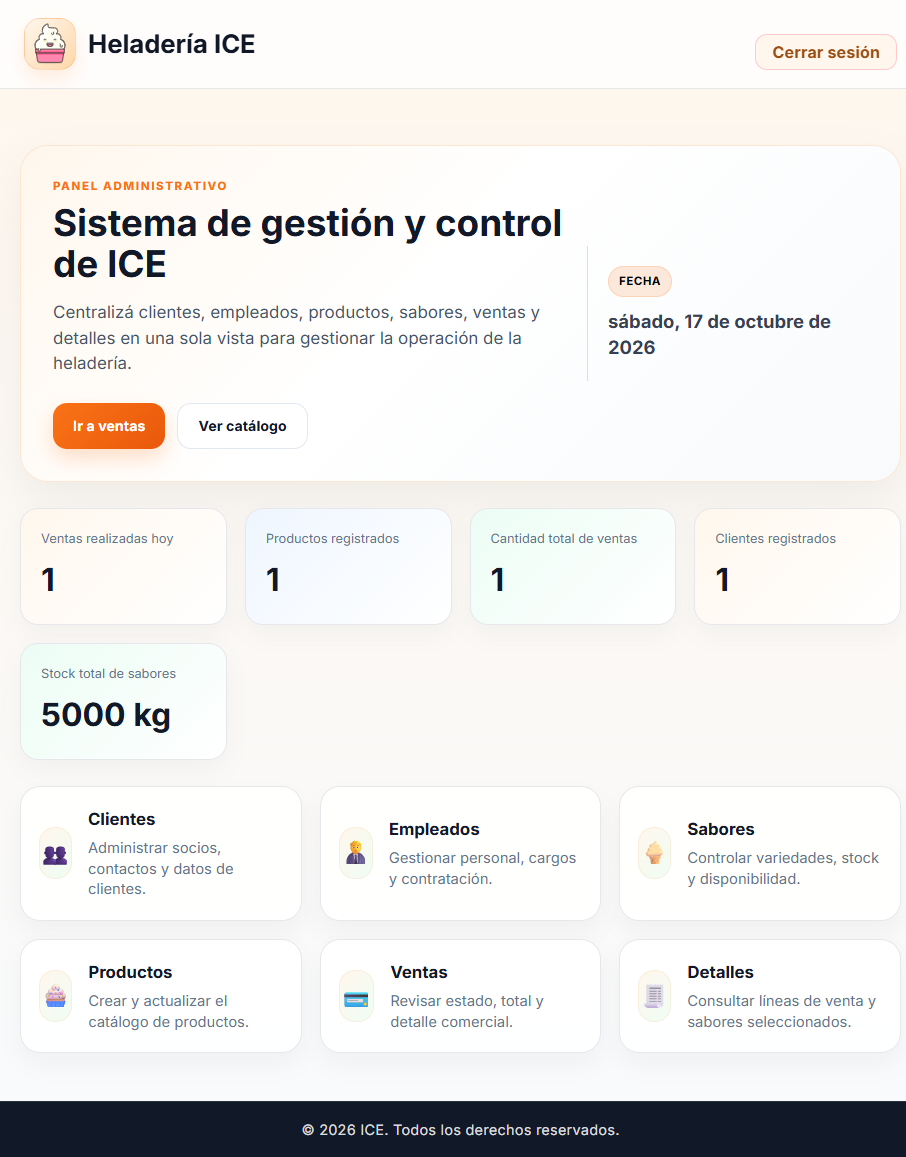 Heladería ICE
Cerrar sesión
PANEL ADMINISTRATIVO
Sistema de gestión y control
de ICE
Centralizá clientes, empleados, productos, sabores, ventas y
detalles en una sola vista para gestionar la operación de la
heladería.
Ir a ventas
Ver catálogo
FECHA
sábado, 17 de octubre de
2026
Ventas realizadas hoy
1
Productos registrados
1
Cantidad total de ventas
1
Clientes registrados
1
Stock total de sabores
5000 kg
Clientes
Administrar socios,
contactos y datos de
clientes.
Empleados
Gestionar personal, cargos
y contratación.
Sabores
Controlar variedades, stock
y disponibilidad.
Productos
Crear y actualizar el
catálogo de productos.
Ventas
Revisar estado, total y
detalle comercial.
Detalles
Consultar líneas de venta y
sabores seleccionados.
© 2026 ICE. Todos los derechos reservados.